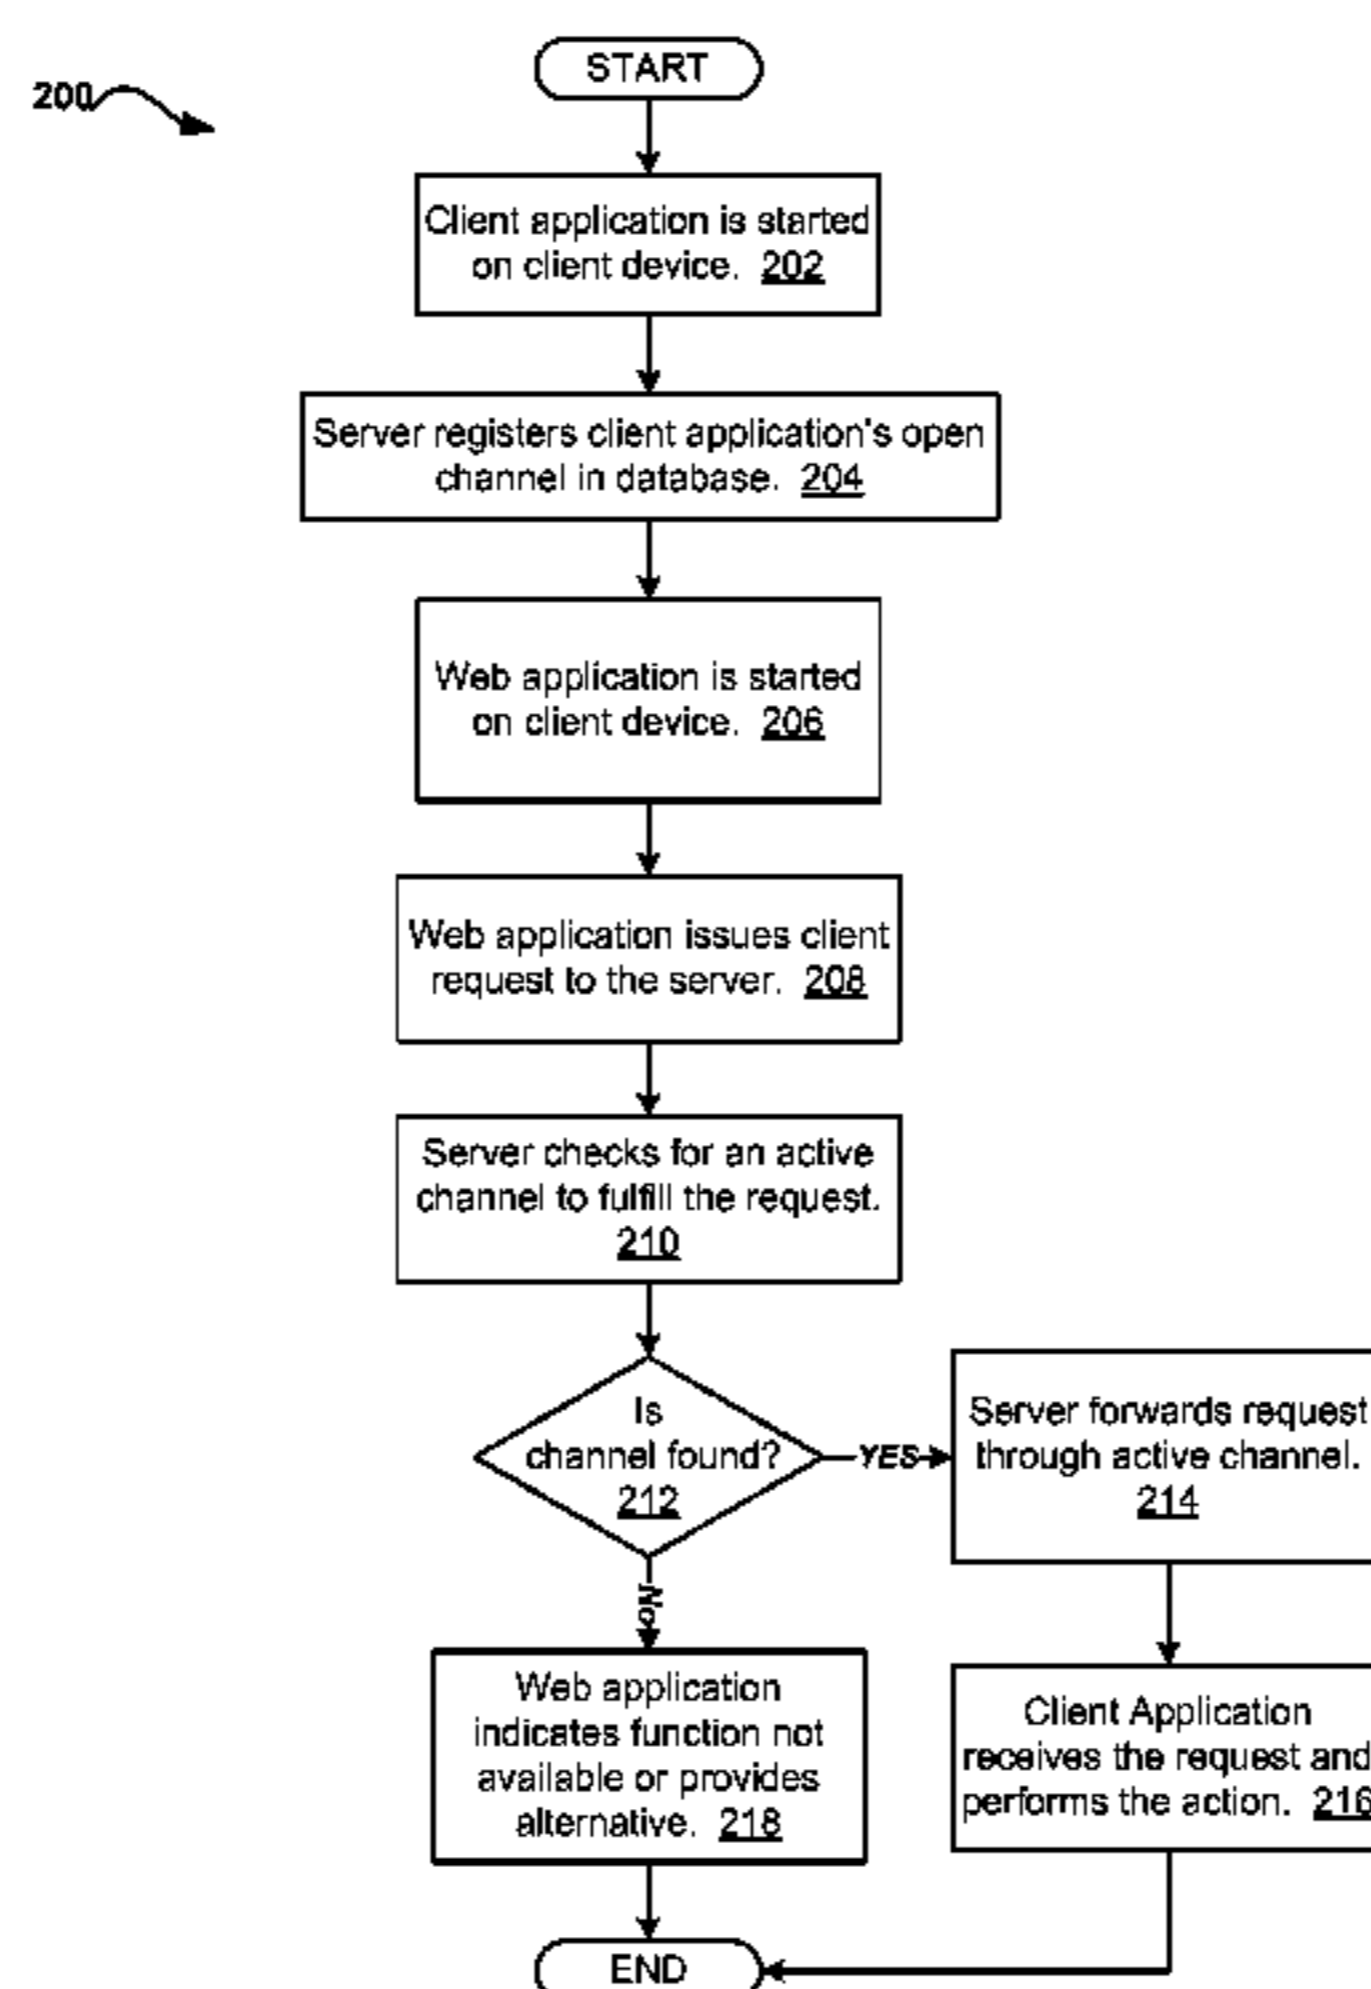 200
START
Client application is started
on client device. 202
Server registers client application's open
channel in database. 204
Web application is started
on client device. 206
Web application issues client
request to the server. 208
Server checks for an active
channel to fulfill the request.
210
Is
channel found?
212
YES
Server forwards request
through active channel.
214
No
Web application
indicates function not
available or provides
alternative. 218
Client Application
receives the request and
performs the action. 216
END